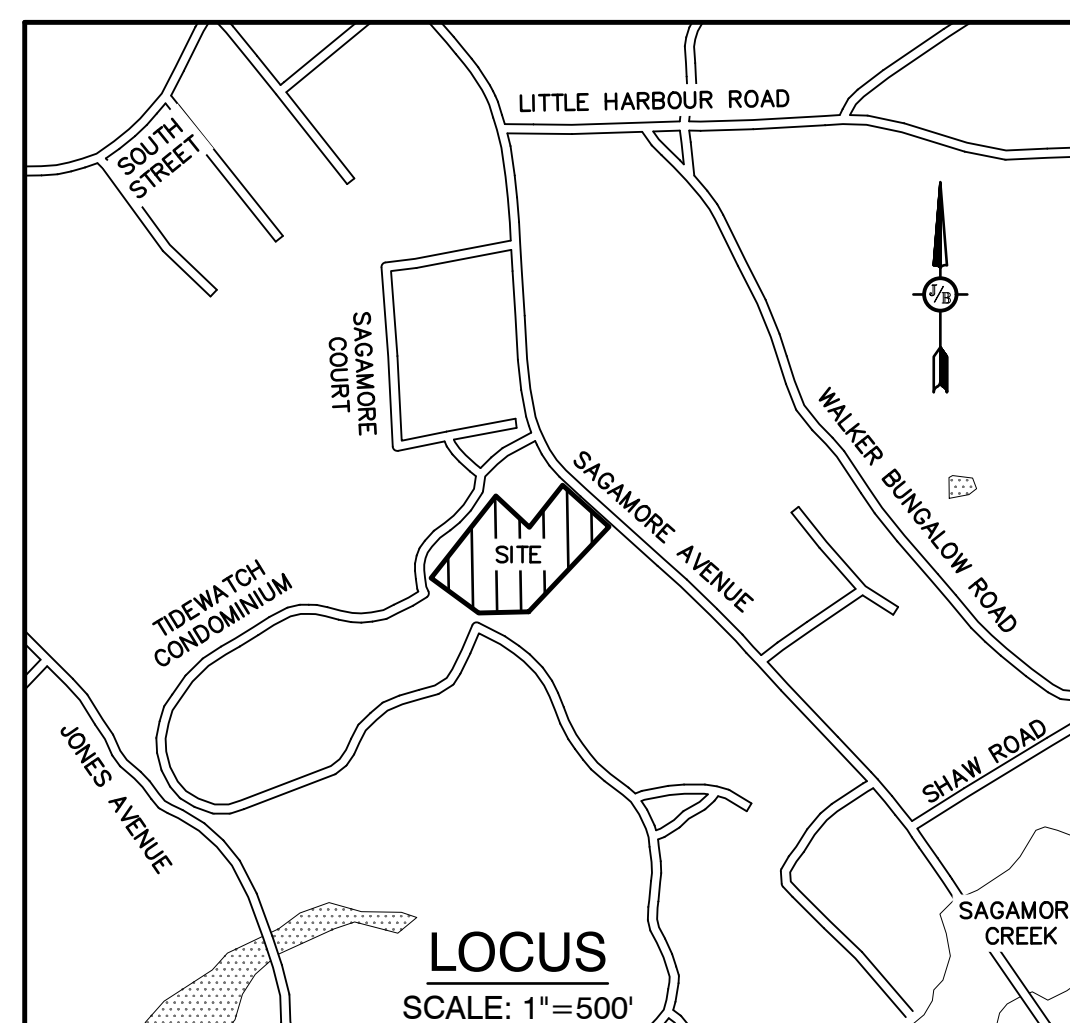 LITTLE HARBOUR ROAD
SOUTH
STREET
J/B
SAGAMORE
COURT
WALKER BUNGALOW ROAD
SAGAMORE AVENUE
SITE
TIDEWATCH
CONDOMINIUM
JONES AVENUE
SHAW ROAD
SAGAMOR
CREEK
LOCUS
SCALE: 1"=500'